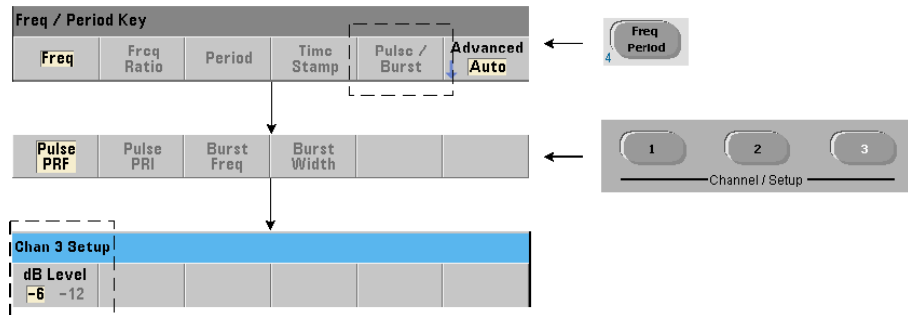 Freq / Period Key
Freq
Freq Ratio
Period
Time Stamp
Pulse / Burst
Advanced Auto
Freq Period
4
Pulse PRF
Pulse PRI
Burst Freq
Burst Width
1
2
3
Channel / Setup
Chan 3 Setup
dB Level
-6 -12